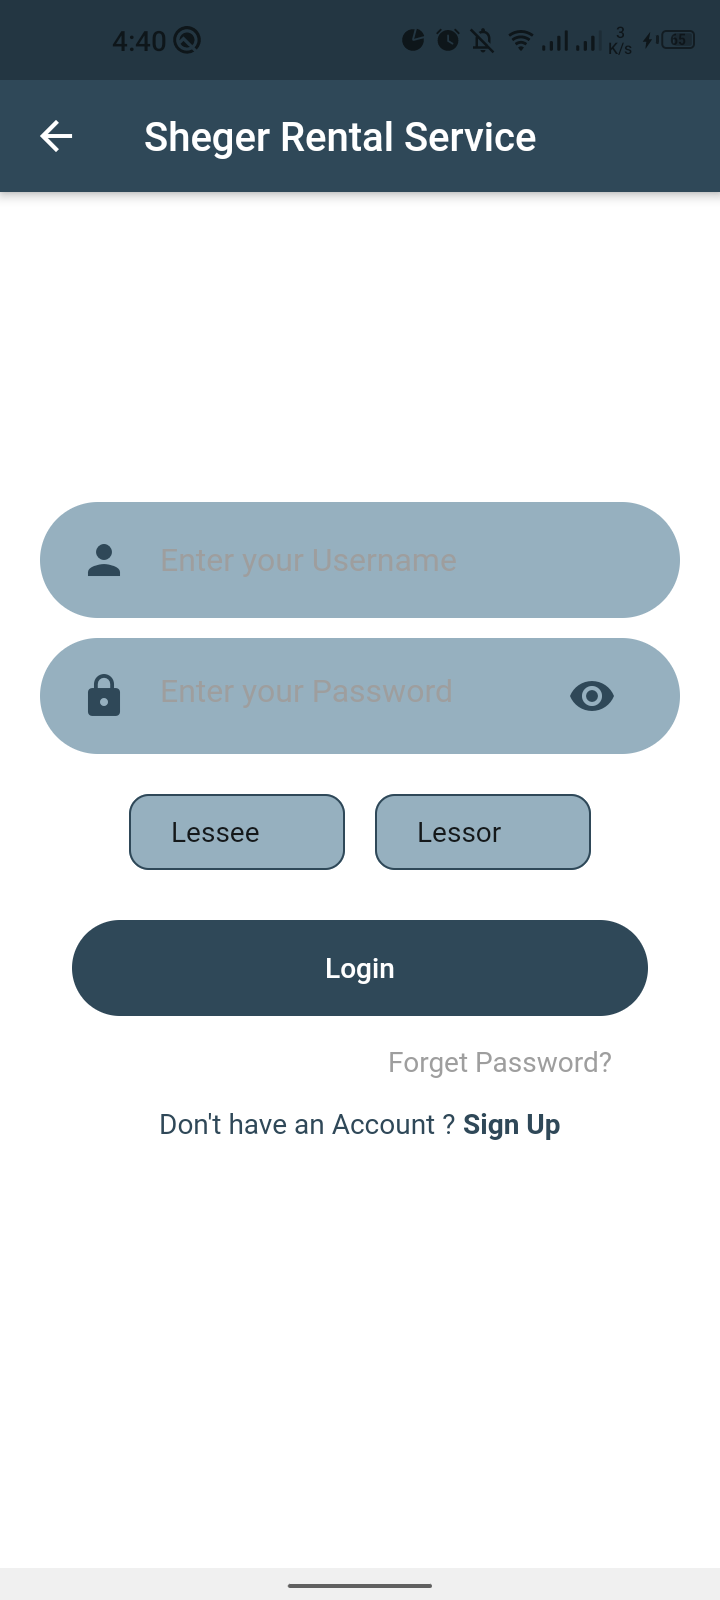 4:40 3 K/s 65
Sheger Rental Service
Enter your Username
Enter your Password
Lessee Lessor
Login
Forget Password?
Don't have an Account ? Sign Up